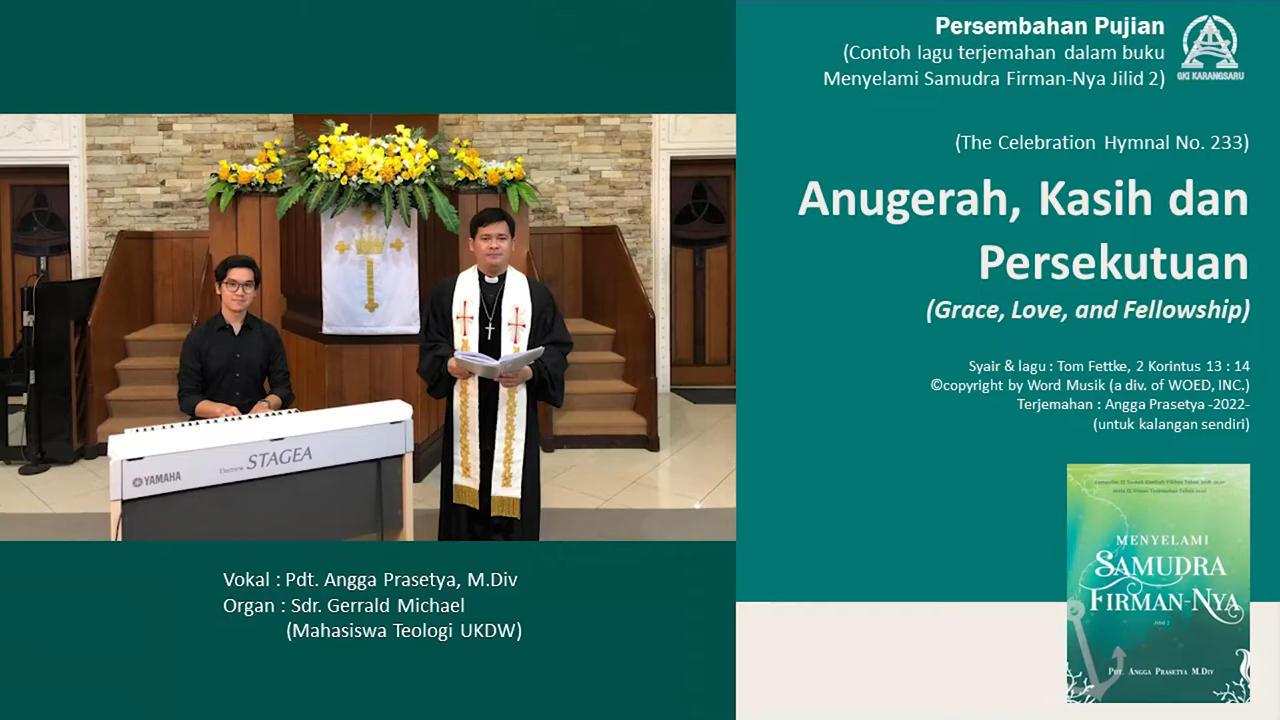 Persembahan Pujian
(Contoh lagu terjemahan dalam buku
Menyelami Samudra Firman-Nya Jilid 2)
GKI KARANGSARU
(The Celebration Hymnal No. 233)
Anugerah, Kasih dan
Persekutuan
(Grace, Love, and Fellowship)
Syair & lagu : Tom Fettke, 2 Korintus 13 : 14
©copyright by Word Musik (a div. of WOED, INC.)
Terjemahan : Angga Prasetya -2022-
(untuk kalangan sendiri)
YAMAHA
Electone STAGEA
Vokal : Pdt. Angga Prasetya, M.Div
Organ : Sdr. Gerrald Michael
(Mahasiswa Teologi UKDW)
MENYELAMI
SAMUDRA
FIRMAN-NYA
Jilid 2
PDT. ANGGA PRASETYA M.DIV